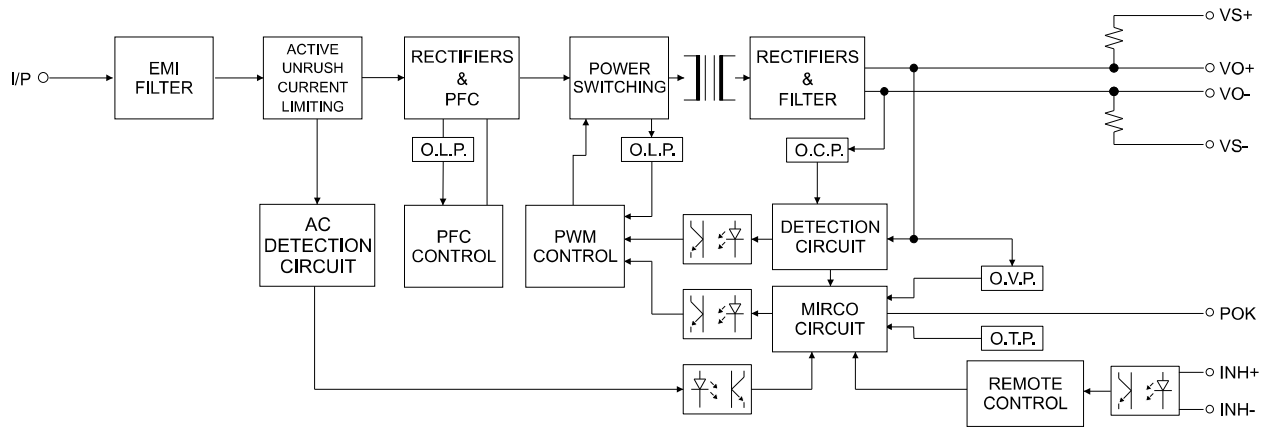 I/P
EMI
FILTER
ACTIVE
UNRUSH
CURRENT
LIMITING
RECTIFIERS
&
PFC
POWER
SWITCHING
RECTIFIERS
&
FILTER
VS+
VO+
VO-
VS-
O.L.P.
O.L.P.
O.C.P.
AC
DETECTION
CIRCUIT
PFC
CONTROL
PWM
CONTROL
DETECTION
CIRCUIT
O.V.P.
MIRCO
CIRCUIT
POK
O.T.P.
REMOTE
CONTROL
INH+
INH-